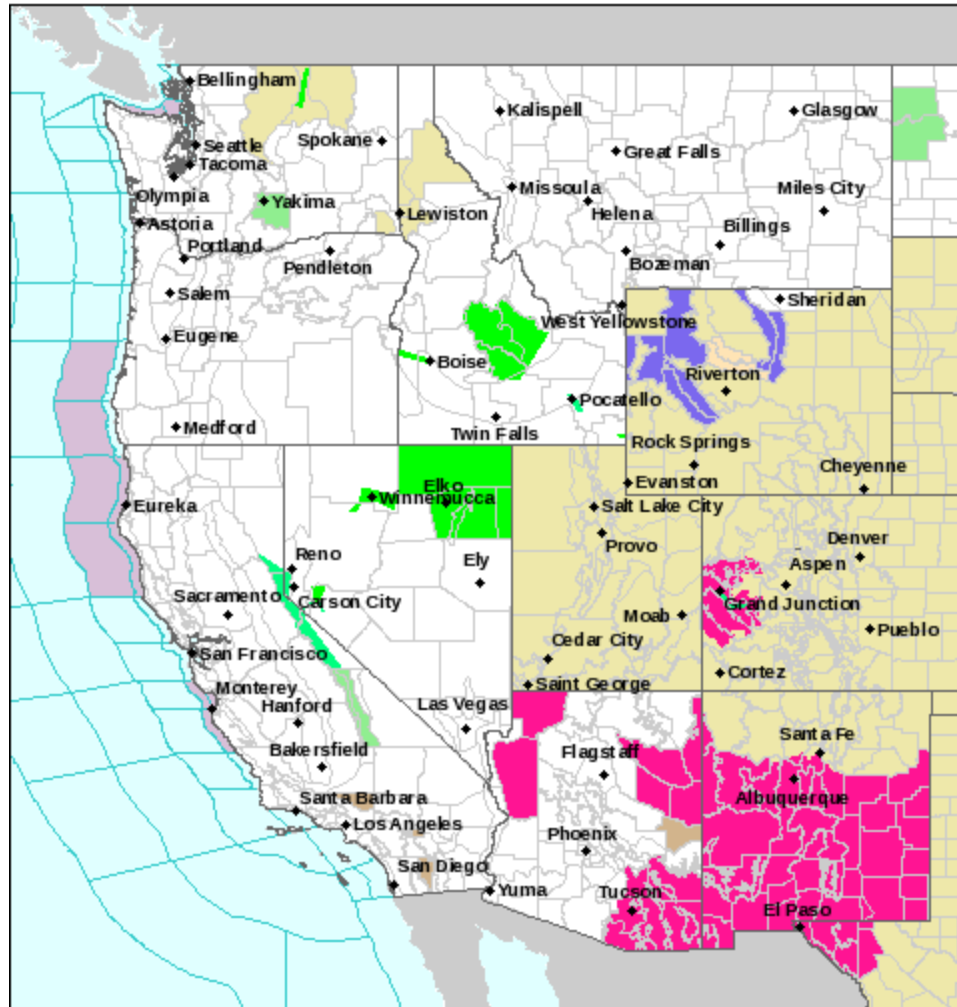 Bellingham
Kalispell
Glasgow
Seattle
Spokane
Great Falls
Tacoma
Missoula
Miles City
Olympia
Yakima
Helena
Lewiston
Astoria
Billings
Portland
Pendleton
Bozeman
Salem
Sheridan
West Yellowstone
Eugene
Boise
Riverton
Pocatello
Medford
Twin Falls
Rock Springs
Cheyenne
Elko
Evanston
Winnemucca
Eureka
Salt Lake City
Provo
Denver
Reno
Ely
Aspen
Sacramento
Carson City
Grand Junction
Moab
Pueblo
Cedar City
San Francisco
Cortez
Saint George
Monterey
Hanford
Las Vegas
Flagstaff
Santa Fe
Bakersfield
Albuquerque
Santa Barbara
Los Angeles
Phoenix
San Diego
Yuma
Tucson
El Paso